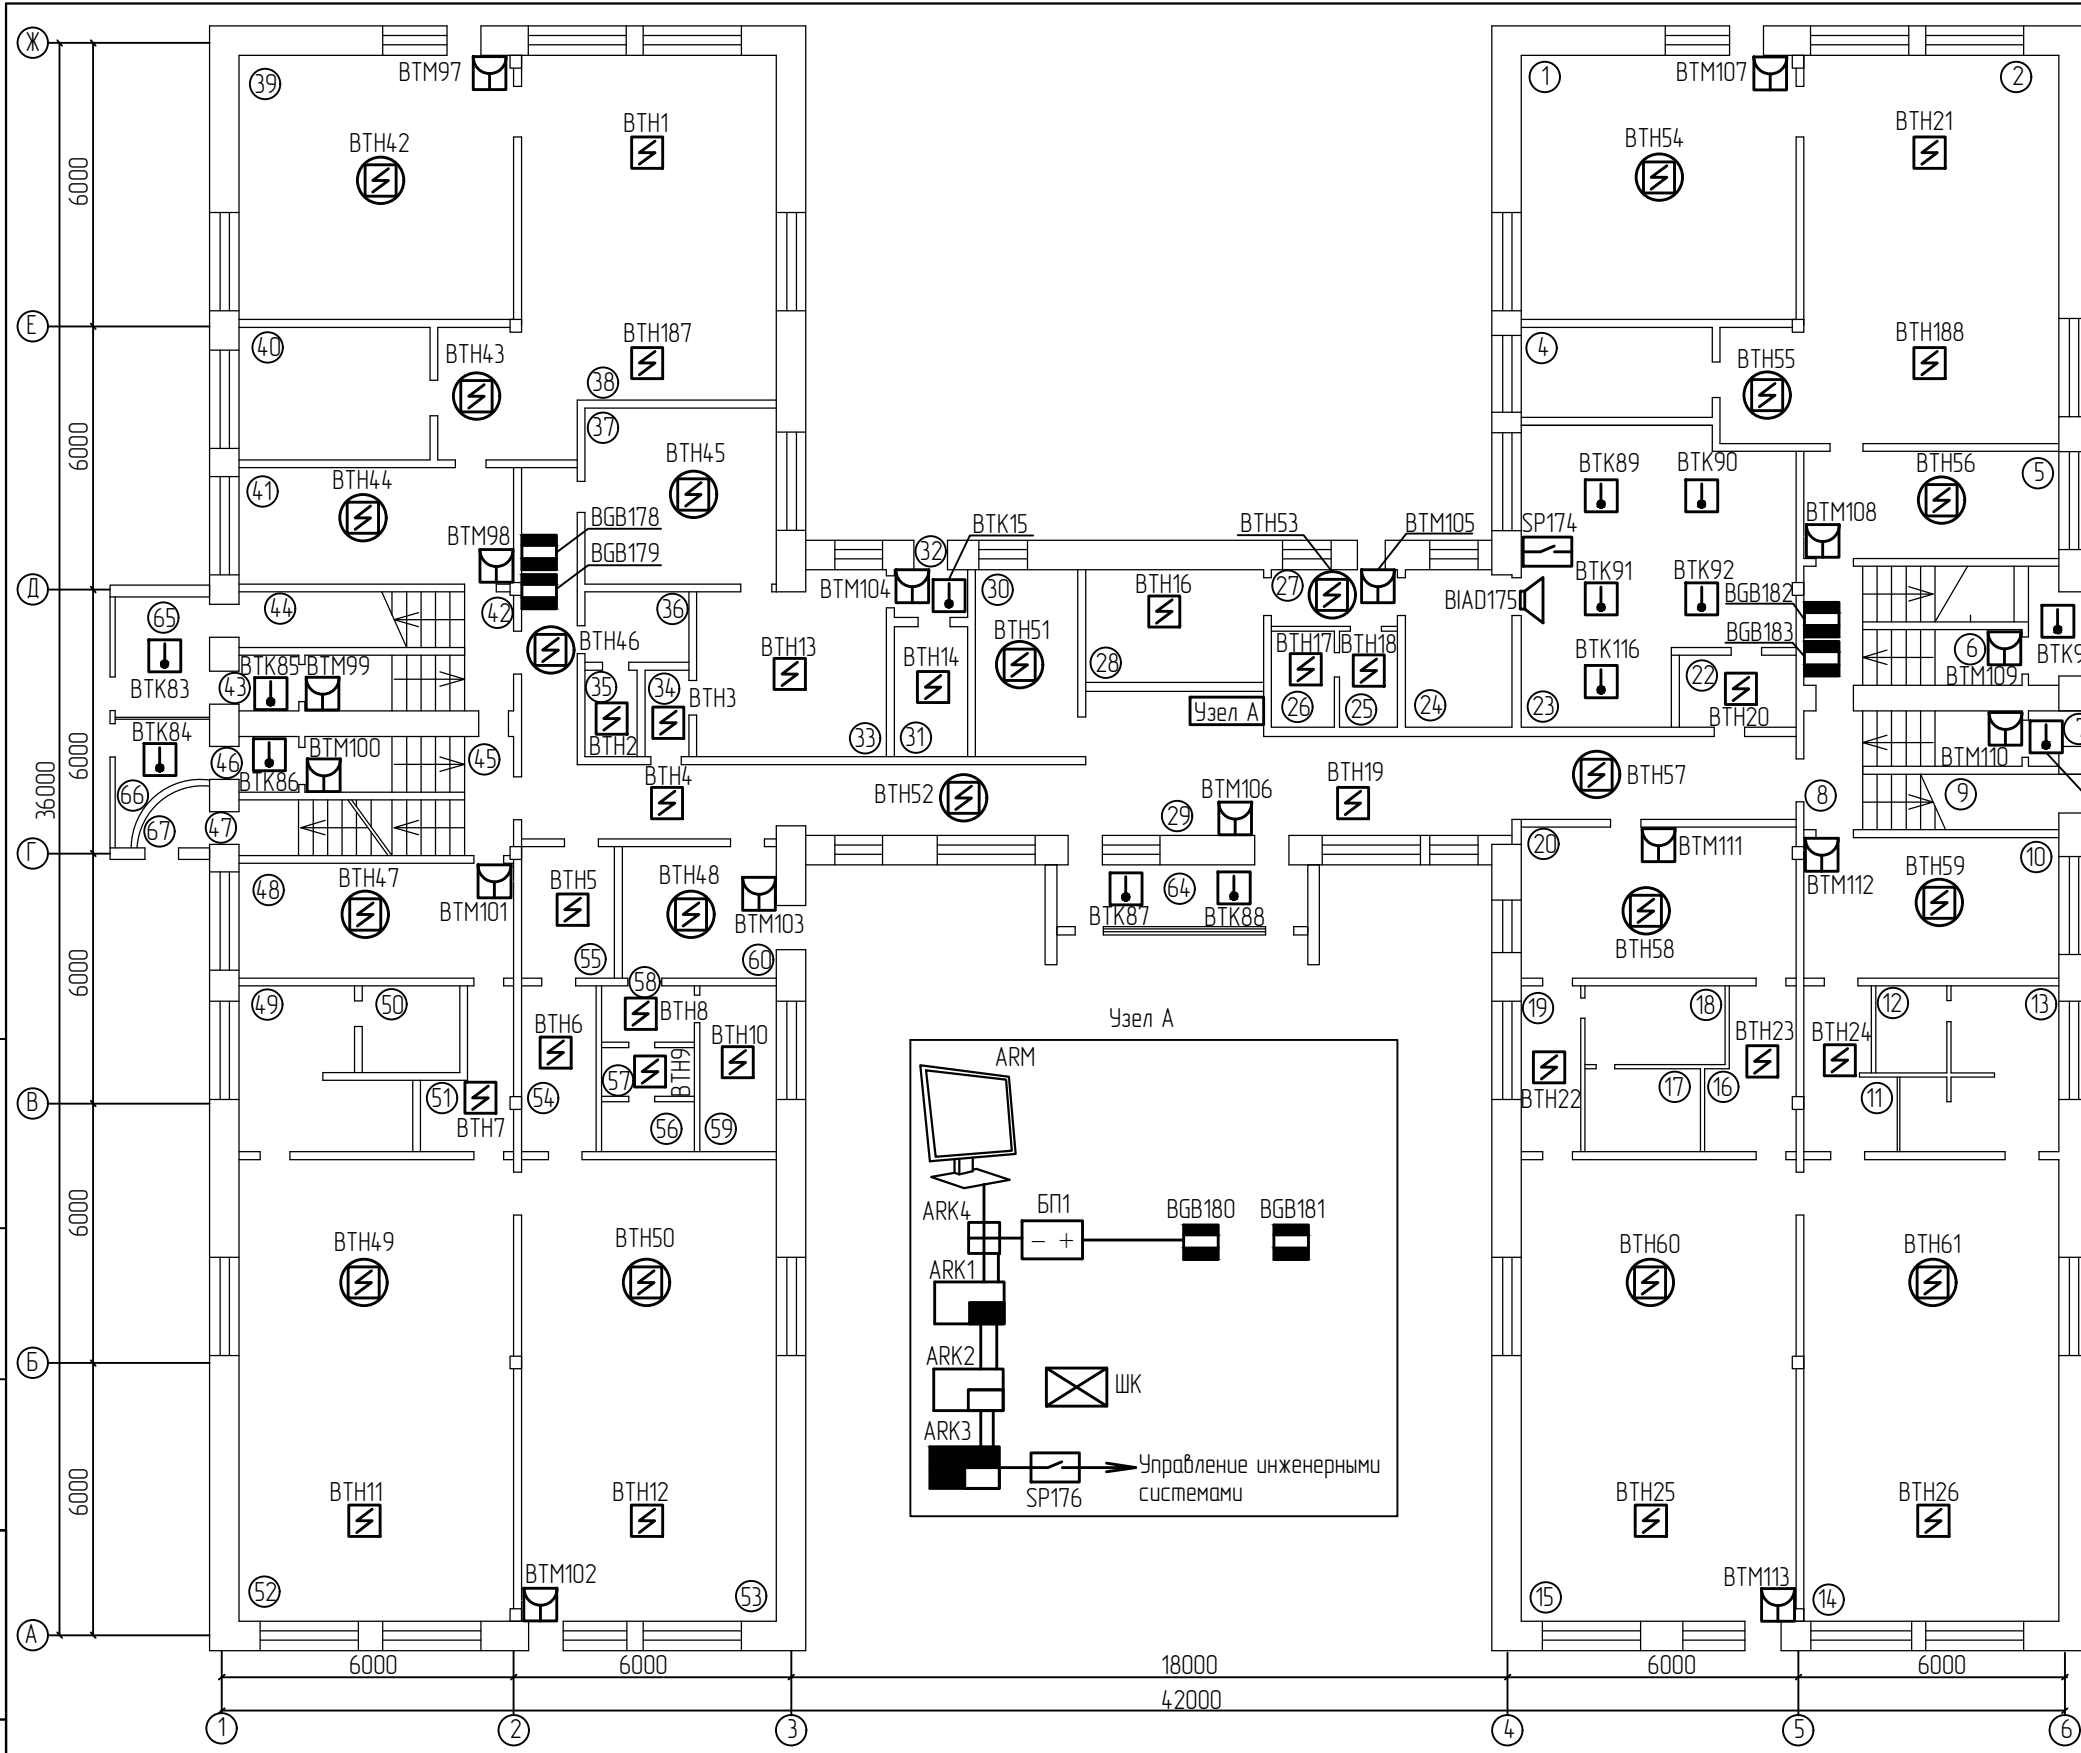 Ж
BTM97
BTM107
39
1
2
BTH42
BTH1
BTH54
BTH21
6000
E
40
BTH43
BTH187
38
4
BTH55
BTH188
37
6000
41
BTH44
BTH45
BTK89
BTK90
BTH56
5
BTM98
BGB178
BGB179
BTK15
BTH53
BTM105
SP174
BTM108
32
Д
65
44
42
36
BTM104
30
BTH16
27
BIAD175
BTK91
BTK92
BGB182
BGB183
BTH46
BTH13
BTH14
BTH51
28
BTH17
BTH18
BTK116
6
BTK83
43
BTK85
BTM99
35
34
BTH3
22
BTM109
Узел А
26
25
24
23
BTH20
BTK84
46
BTK86
BTM100
45
BTH2
33
31
BTM110
6000
36000
66
67
47
BTH4
BTH52
29
BTM106
BTH19
BTH57
8
9
Г
20
BTM111
10
48
BTH47
BTM101
BTH5
BTH48
BTM103
BTK87
64
BTK88
BTH58
BTM112
BTH59
55
60
6000
49
50
58
BTH6
BTH8
BTH10
19
18
12
13
57
BTH9
BTH23
BTH24
В
51
BTH7
54
56
59
BTH22
17
16
11
Узел А
ARM
ARK4
БП1
- +
BGB180
BGB181
ARK1
ARK2
ШК
ARK3
SP176
Управление инженерными
системами
6000
BTH49
BTH50
BTH60
BTH61
Б
6000
BTH11
BTH12
BTH25
BTH26
52
BTM102
53
15
BTM113
14
А
6000
6000
18000
6000
6000
42000
1
2
3
4
5
6